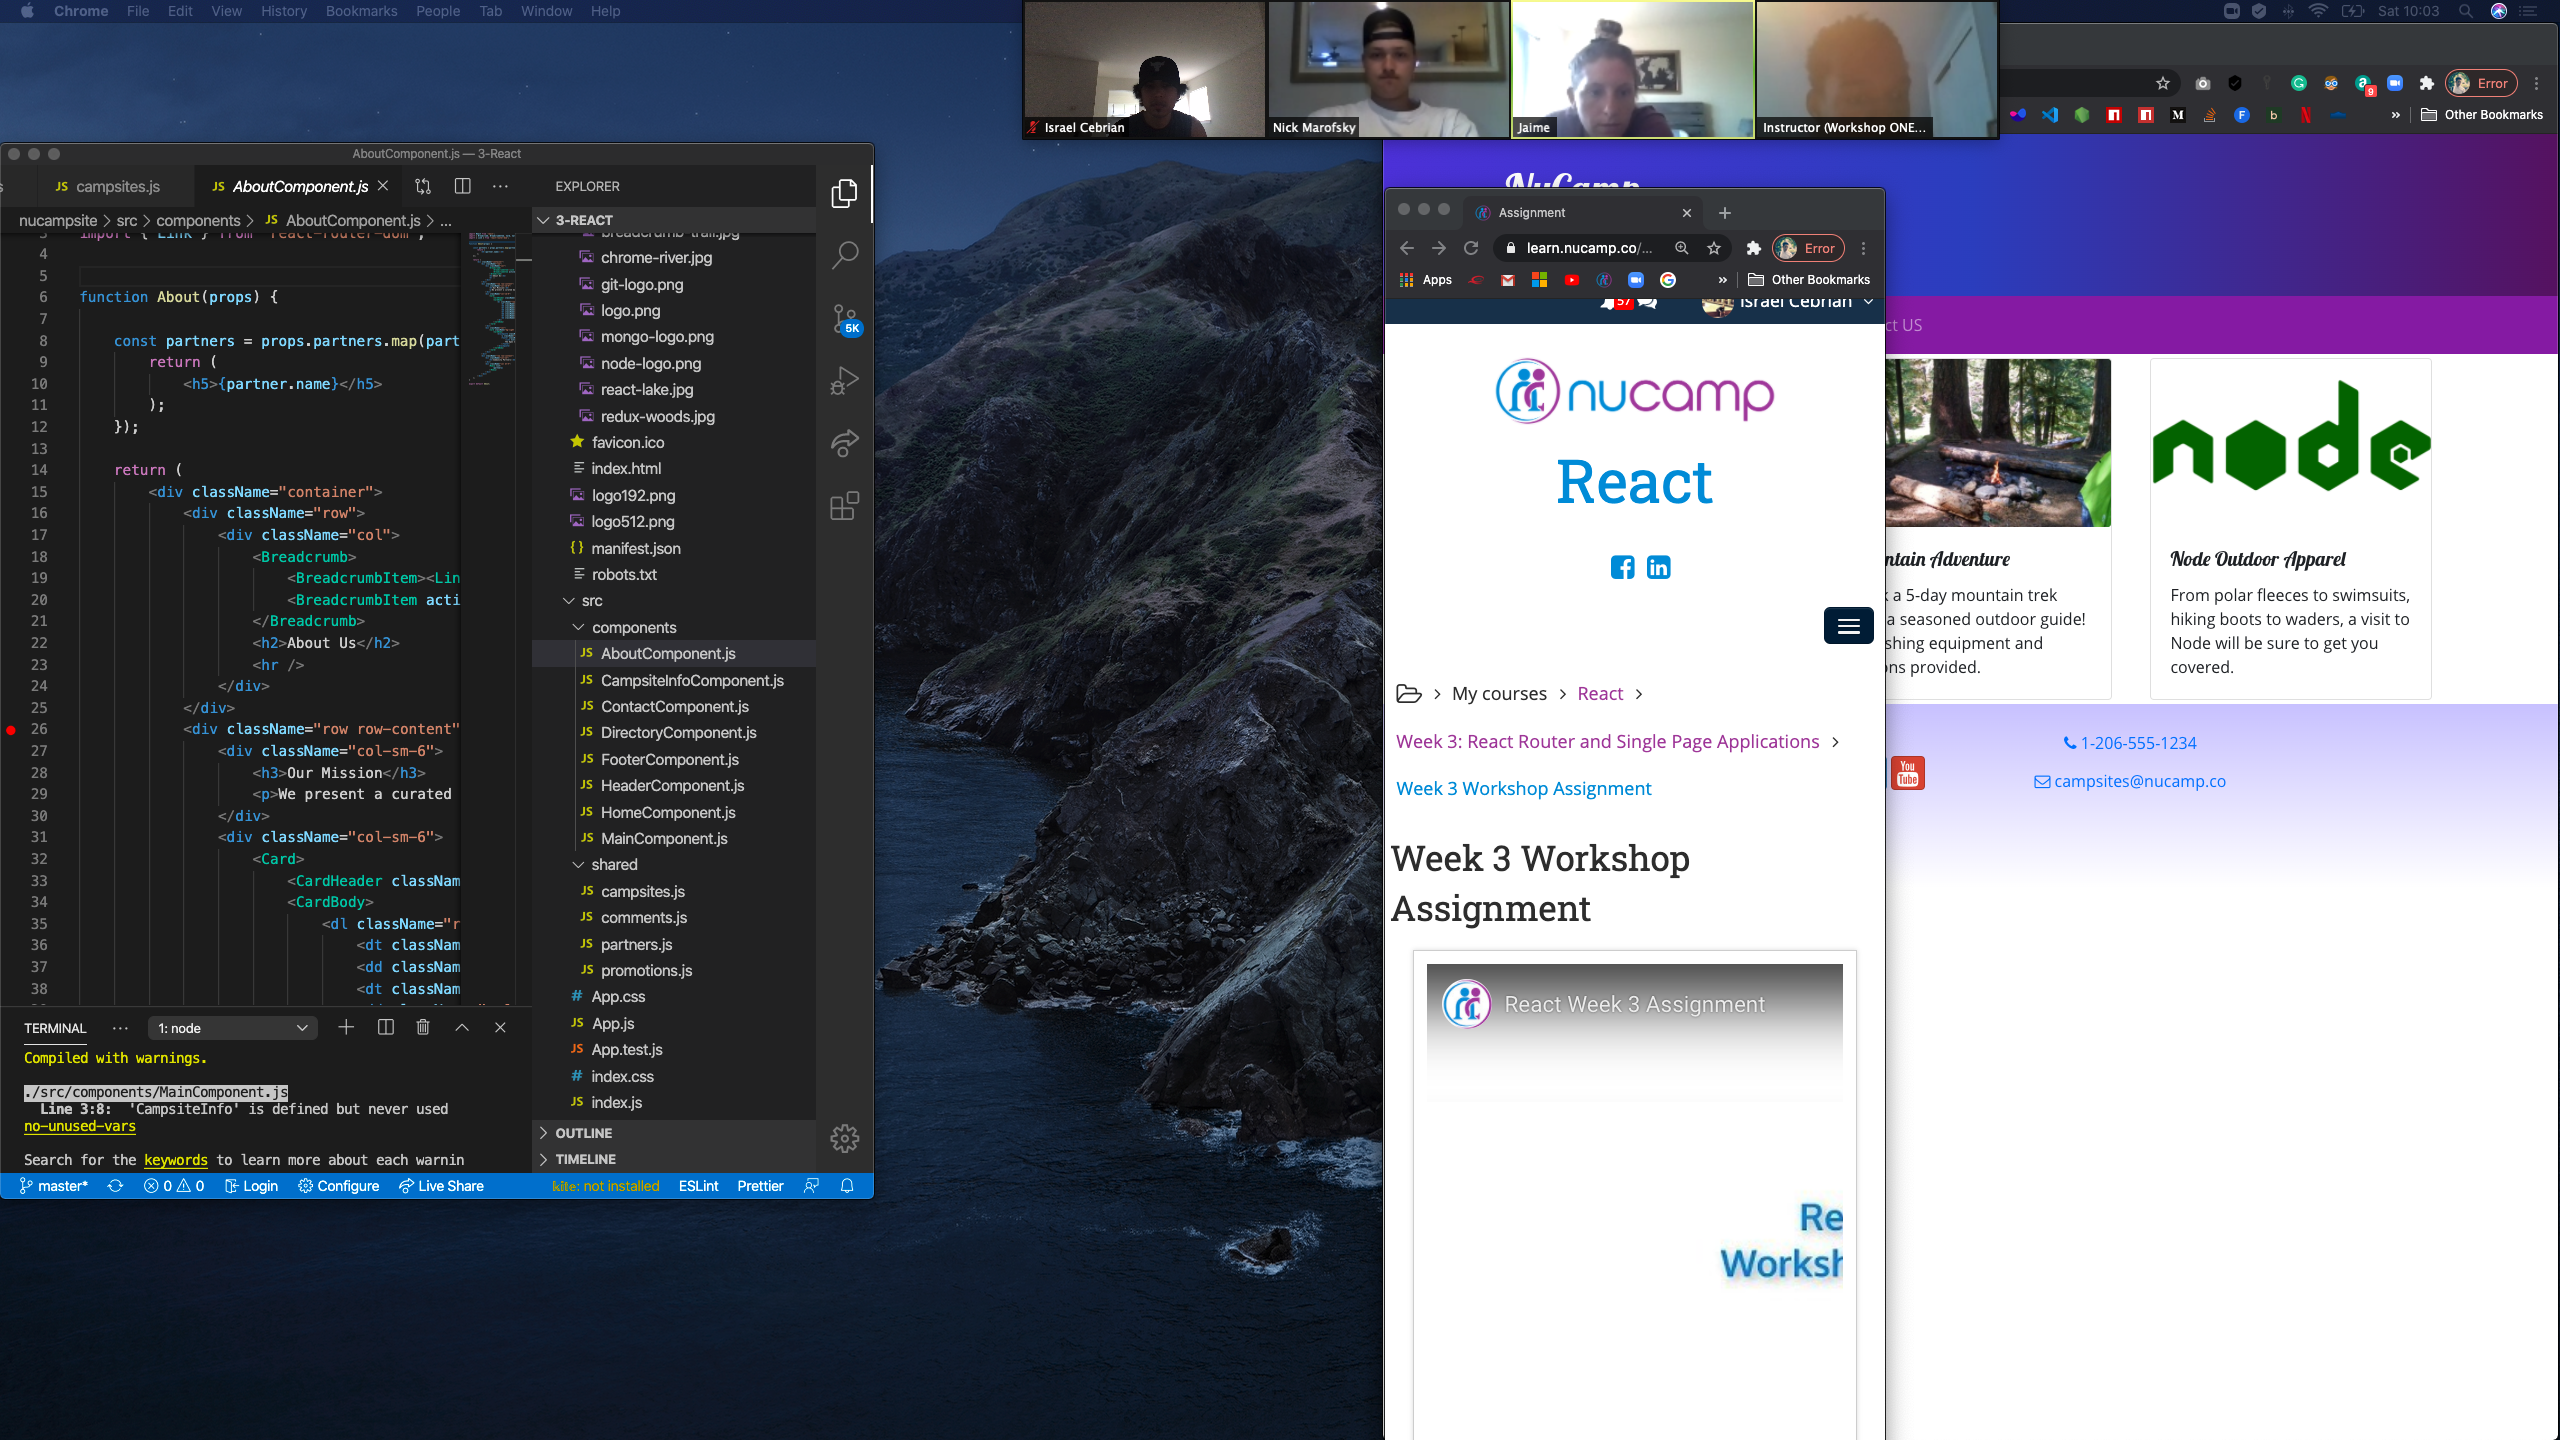 Chrome File Edit View History Bookmarks People Tab Window Help
Sat 10:03
Israel Cebrian
Nick Marofsky
Jaime
Instructor (Workshop ONE...
Error
9
Other Bookmarks
AboutComponent.js — 3-React
campsites.js
AboutComponent.js
nucampsite > src > components > AboutComponent.js > ...
3 import { Link } from 'react-router-dom';
4
5
6 function About(props) {
7
8 const partners = props.partners.map(part
9 return (
10 <h5>{partner.name}</h5>
11 );
12 });
13
14 return (
15 <div className="container">
16 <div className="row">
17 <div className="col">
18 <Breadcrumb>
19 <BreadcrumbItem><Lin
20 <BreadcrumbItem acti
21 </Breadcrumb>
22 <h2>About Us</h2>
23 <hr />
24 </div>
25 </div>
26 <div className="row row-content"
27 <div className="col-sm-6">
28 <h3>Our Mission</h3>
29 <p>We present a curated
30 </div>
31 <div className="col-sm-6">
32 <Card>
33 <CardHeader classNam
34 <CardBody>
35 <dl className="r
36 <dt classNam
37 <dd classNam
38 <dt classNam
EXPLORER
3-REACT
breadcrumb-trail.jpg
chrome-river.jpg
git-logo.png
logo.png
mongo-logo.png
node-logo.png
react-lake.jpg
redux-woods.jpg
favicon.ico
index.html
logo192.png
logo512.png
manifest.json
robots.txt
src
components
AboutComponent.js
CampsiteInfoComponent.js
ContactComponent.js
DirectoryComponent.js
FooterComponent.js
HeaderComponent.js
HomeComponent.js
MainComponent.js
shared
campsites.js
comments.js
partners.js
promotions.js
App.css
App.js
App.test.js
index.css
index.js
OUTLINE
TIMELINE
5K
TERMINAL ... 1: node
Compiled with warnings.
./src/components/MainComponent.js
Line 3:8: 'CampsiteInfo' is defined but never used
no-unused-vars
Search for the keywords to learn more about each warnin
master* 0 0 Login Configure Live Share kite: not installed ESLint Prettier
NuCamp
Assignment
learn.nucamp.co/...
Error
Apps
Other Bookmarks
57
Israel Cebrian
nucamp
React
> My courses > React >
Week 3: React Router and Single Page Applications >
Week 3 Workshop Assignment
Week 3 Workshop
Assignment
React Week 3 Assignment
Re
Worksh
ct US
node
ntain Adventure
a 5-day mountain trek
a seasoned outdoor guide!
shing equipment and
ons provided.
Node Outdoor Apparel
From polar fleeces to swimsuits,
hiking boots to waders, a visit to
Node will be sure to get you
covered.
You
Tube
1-206-555-1234
campsites@nucamp.co